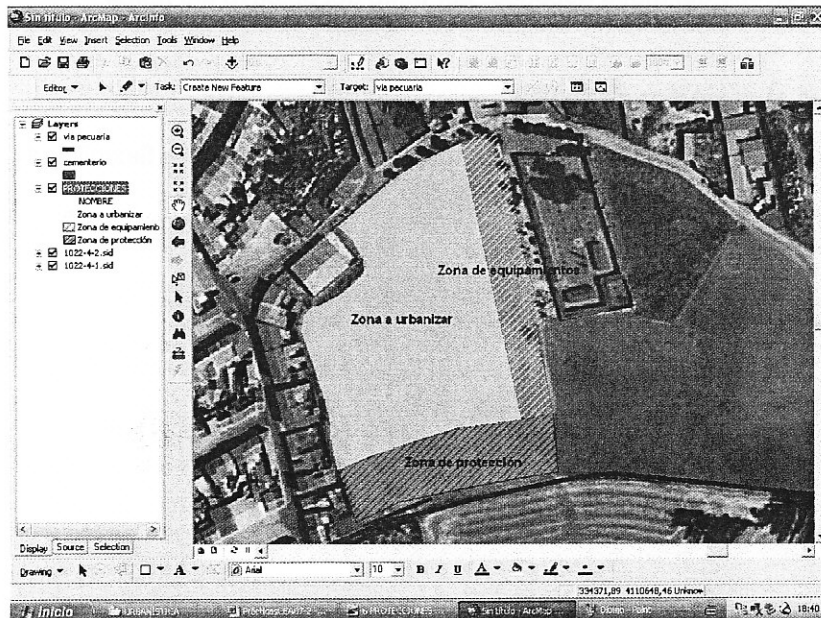 Sin título - ArcMap - ArcInfo
File Edit View Insert Selection Tools Window Help
Editor Task: Create New Feature Target: via pecuaria
Layers
via pecuaria
cementerio
PROTECCIONES
NOMBRE
Zona a urbanizar
Zona de equipamiento
Zona de protección
1022-4-2.sid
1022-4-1.sid
Zona de equipamientos
Zona a urbanizar
Zona de protección
Display Source Selection
Drawing A Arial 10 B I U A
334371,89 4110648,46 Unknow
Inicio URBANISTICA PROTECCIONES Sin título - ArcMap 18:40